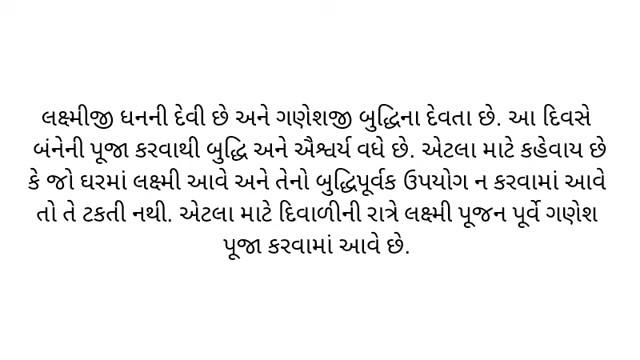 લક્ષ્મીજી ધનની દેવી છે અને ગણેશજી બુદ્ધિના દેવતા છે. આ દિવસે
બંનેની પૂજા કરવાથી બુદ્ધિ અને ઐશ્વર્ય વધે છે. એટલા માટે કહેવાય છે
કે જો ઘરમાં લક્ષ્મી આવે અને તેનો બુદ્ધિપૂર્વક ઉપયોગ ન કરવામાં આવે
તો તે ટકતી નથી. એટલા માટે દિવાળીની રાત્રે લક્ષ્મી પૂજન પૂર્વે ગણેશ
પૂજા કરવામાં આવે છે.